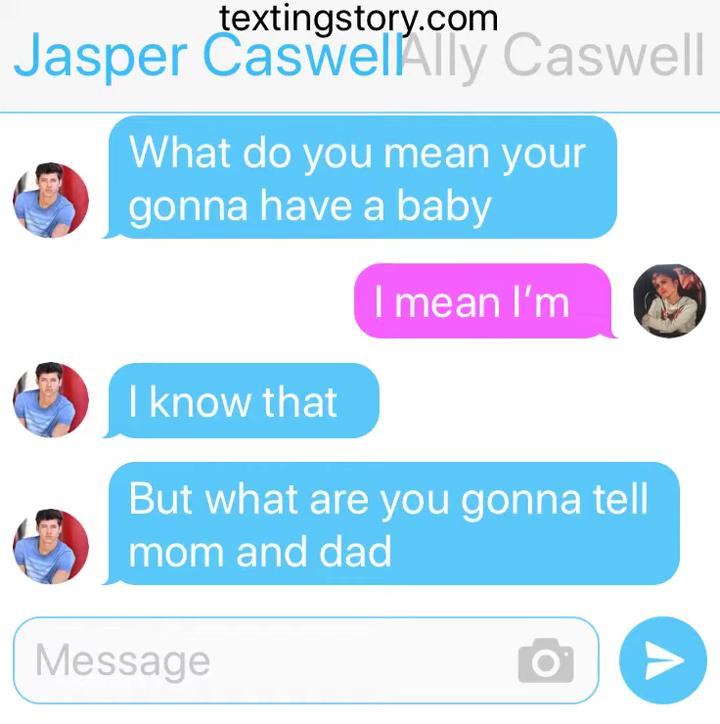 textingstory.com
Jasper Caswell
Ally Caswell
What do you mean your
gonna have a baby
I mean I'm
I know that
But what are you gonna tell
mom and dad
Message